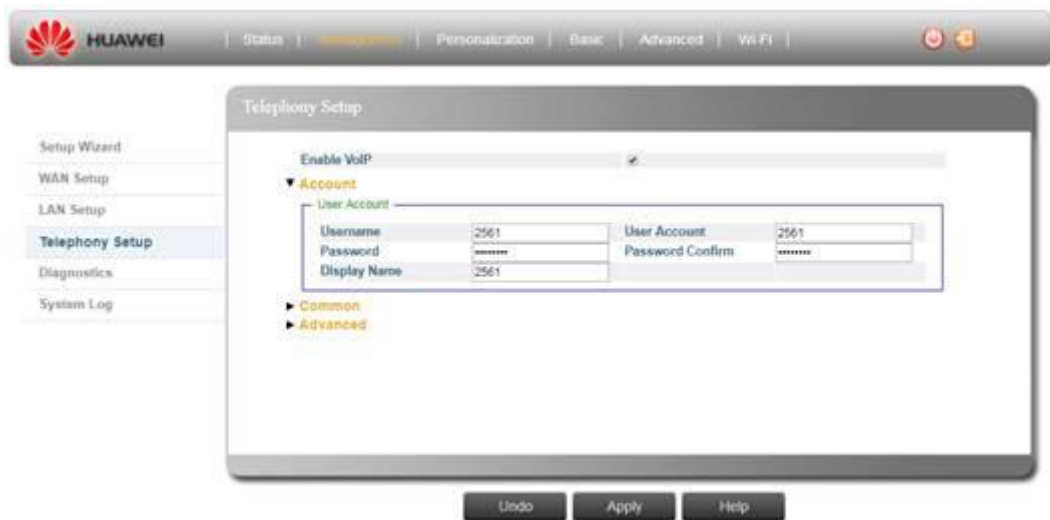 HUAWEI
Status | | Personalization | Basic | Advanced | Wi-Fi |
Telephony Setup
Setup Wizard
WAN Setup
LAN Setup
Telephony Setup
Diagnostics
System Log
Enable VoIP
Account
User Account
Username 2561 User Account 2561
Password •••••••• Password Confirm ••••••••
Display Name 2561
Common
Advanced
Undo Apply Help